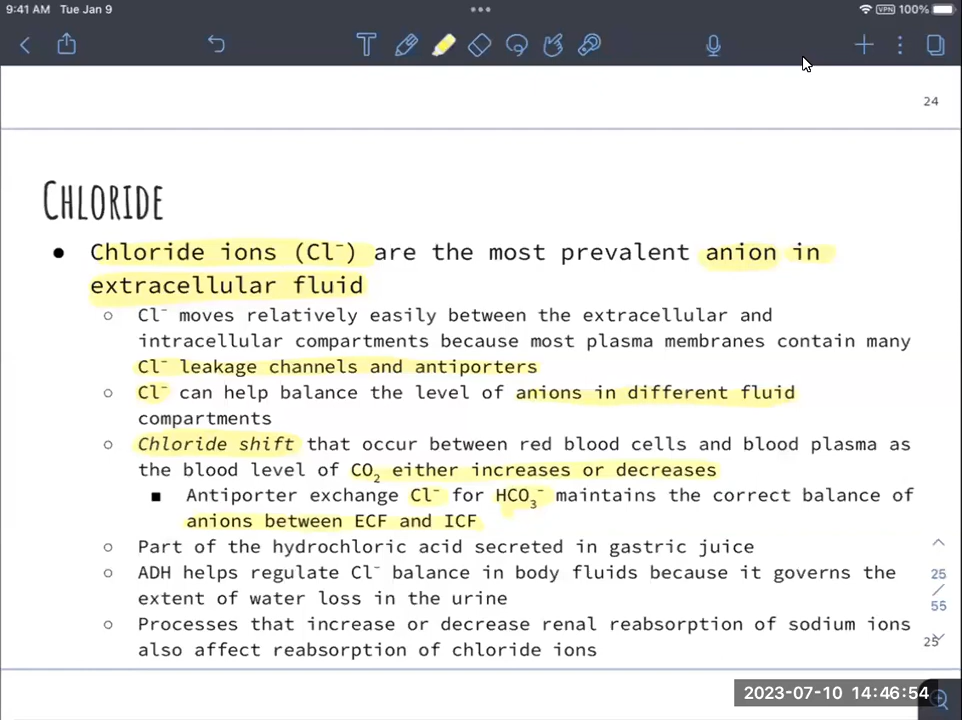 9:41 AM Tue Jan 9
VPN 100%
24
CHLORIDE
● Chloride ions (Cl⁻) are the most prevalent anion in
extracellular fluid
○ Cl⁻ moves relatively easily between the extracellular and
intracellular compartments because most plasma membranes contain many
Cl⁻ leakage channels and antiporters
○ Cl⁻ can help balance the level of anions in different fluid
compartments
○ Chloride shift that occur between red blood cells and blood plasma as
the blood level of CO₂ either increases or decreases
■ Antiporter exchange Cl⁻ for HCO₃⁻ maintains the correct balance of
anions between ECF and ICF
○ Part of the hydrochloric acid secreted in gastric juice
○ ADH helps regulate Cl⁻ balance in body fluids because it governs the
extent of water loss in the urine
○ Processes that increase or decrease renal reabsorption of sodium ions
also affect reabsorption of chloride ions
25
/
55
25
2023-07-10 14:46:54